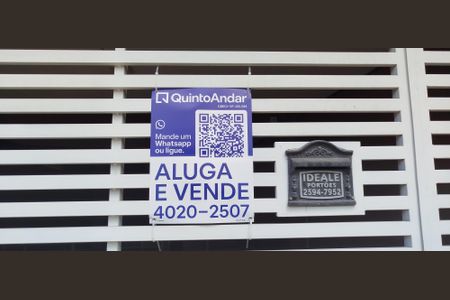 QuintoAndar
Mande um
Whatsapp
ou ligue.
ALUGA
E VENDE
4020-2507
IDEALE
PORTÕES
2594-7952